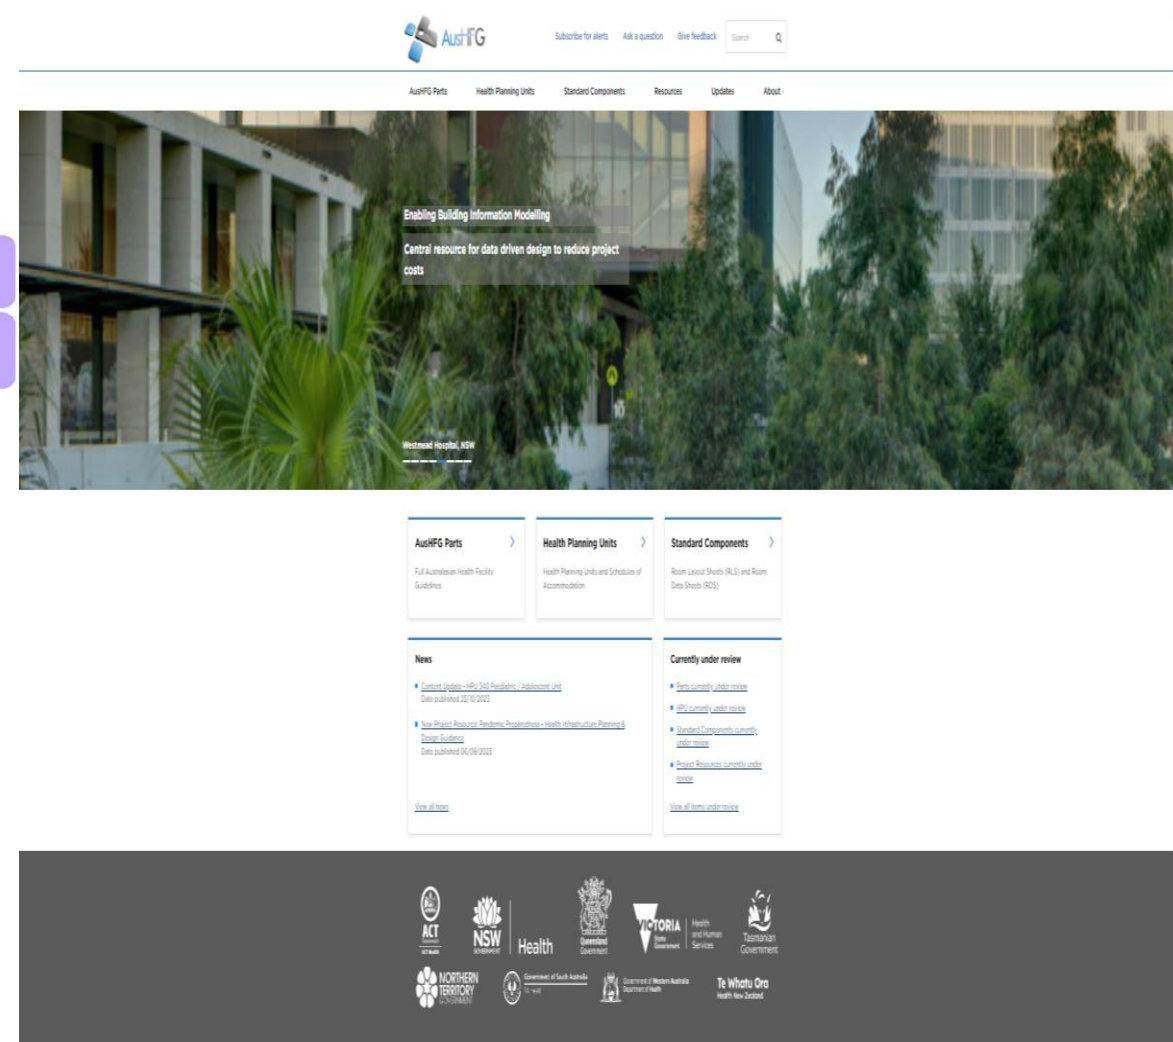 AusHFG
Subscribe for alerts Ask a question Give feedback Search
AusHFG Parts Health Planning Units Standard Components Resources Updates About
Enabling Building Information Modelling
Central resource for data driven design to reduce project
costs
10
Westmead Hospital, NSW
AusHFG Parts
Full Australasian Health Facility
Guidelines
Health Planning Units
Health Planning Units and Schedules of
Accommodation
Standard Components
Room Layout Sheets (RLS) and Room
Data Sheets (RDS)
News
Content Update - HPU 540 Paediatric / Adolescent Unit
Date published 25/10/2023
New Project Resource: Pandemic Preparedness - Health Infrastructure Planning &
Design Guidance
Date published 06/09/2023
View all news
Currently under review
Parts currently under review
HPU currently under review
Standard Components currently
under review
Project Resources currently under
review
View all items under review
ACT
Government
ACT Health
NSW
GOVERNMENT
Health
Queensland
Government
VICTORIA
State
Government
Health
and Human
Services
Tasmanian
Government
NORTHERN
TERRITORY
GOVERNMENT
Government of South Australia
Government of Western Australia
Department of Health
Te Whatu Ora
Health New Zealand